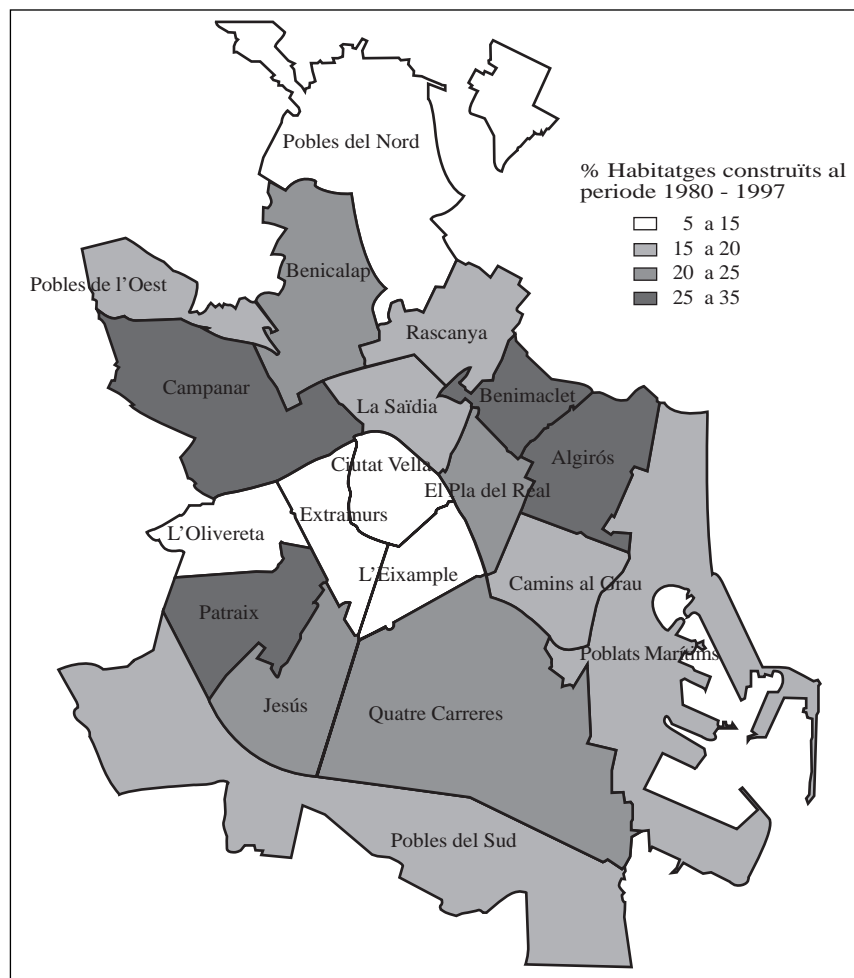 Pobles del Nord
% Habitatges construïts al
periode 1980 - 1997
5 a 15
15 a 20
20 a 25
25 a 35
Benicalap
Pobles de l'Oest
Rascanya
Campanar
Benimaclet
La Saïdia
Algirós
Ciutat Vella
El Pla del Real
Extramurs
L'Olivereta
L'Eixample
Camins al Grau
Patraix
Poblats Marítims
Jesús
Quatre Carreres
Pobles del Sud